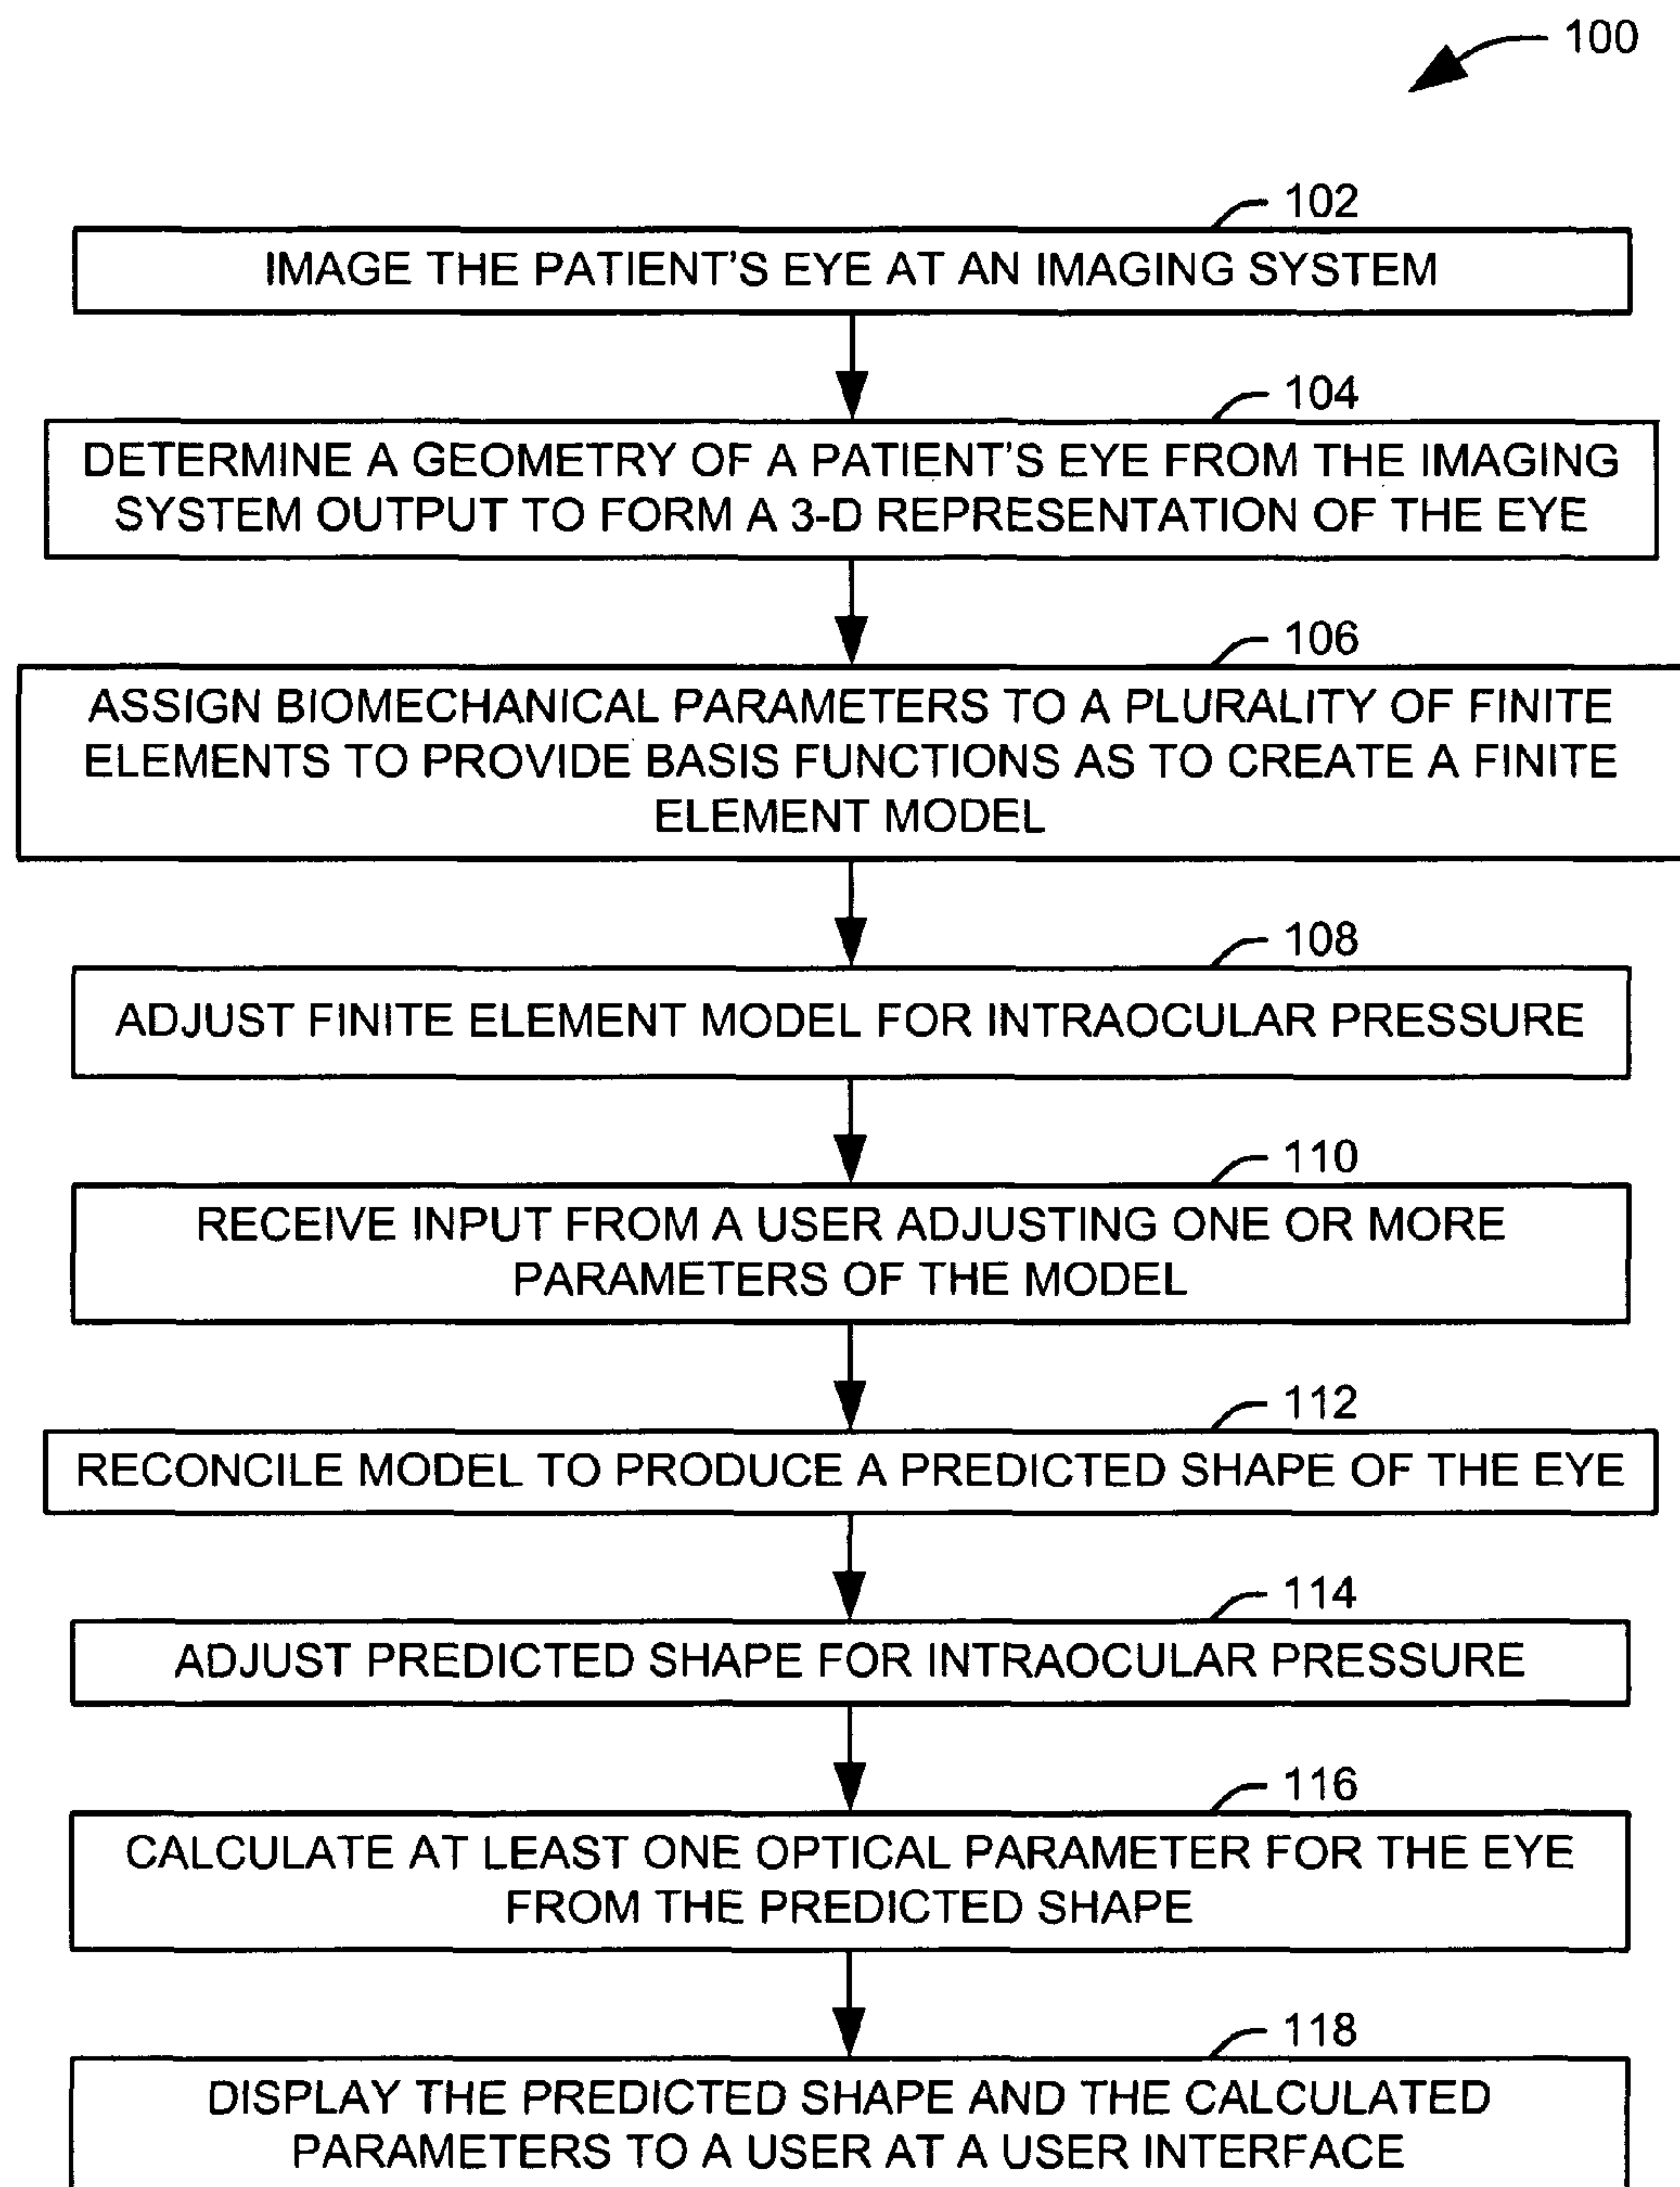 100
102
IMAGE THE PATIENT'S EYE AT AN IMAGING SYSTEM
104
DETERMINE A GEOMETRY OF A PATIENT'S EYE FROM THE IMAGING
SYSTEM OUTPUT TO FORM A 3-D REPRESENTATION OF THE EYE
106
ASSIGN BIOMECHANICAL PARAMETERS TO A PLURALITY OF FINITE
ELEMENTS TO PROVIDE BASIS FUNCTIONS AS TO CREATE A FINITE
ELEMENT MODEL
108
ADJUST FINITE ELEMENT MODEL FOR INTRAOCULAR PRESSURE
110
RECEIVE INPUT FROM A USER ADJUSTING ONE OR MORE
PARAMETERS OF THE MODEL
112
RECONCILE MODEL TO PRODUCE A PREDICTED SHAPE OF THE EYE
114
ADJUST PREDICTED SHAPE FOR INTRAOCULAR PRESSURE
116
CALCULATE AT LEAST ONE OPTICAL PARAMETER FOR THE EYE
FROM THE PREDICTED SHAPE
118
DISPLAY THE PREDICTED SHAPE AND THE CALCULATED
PARAMETERS TO A USER AT A USER INTERFACE